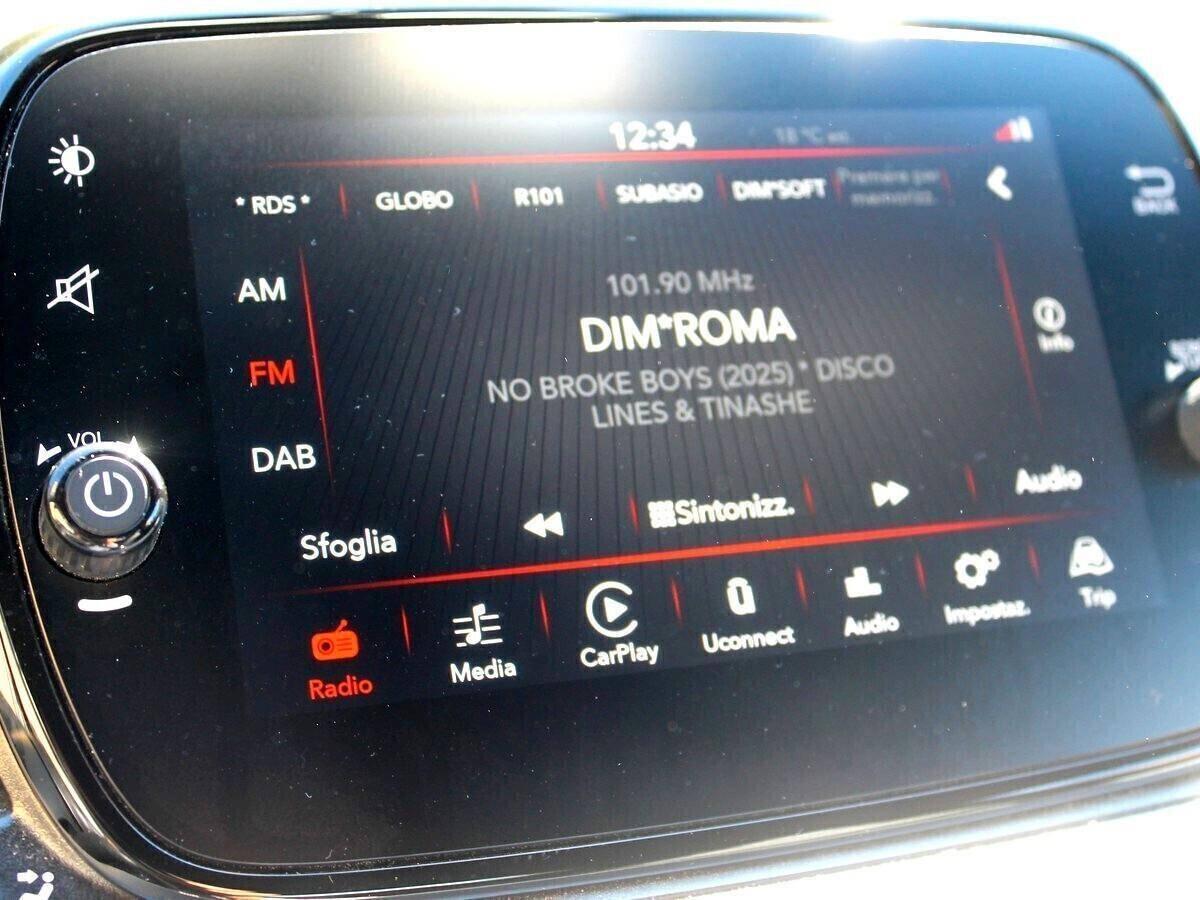 12:34 18 °C est.
* RDS * GLOBO R101 SUBASIO DIM*SOFT Premere per
memorizz.
BACK
AM
101.90 MHz
DIM*ROMA
Info
FM
NO BROKE BOYS (2025) * DISCO
LINES & TINASHE
VOL
DAB
Sfoglia Sintonizz. Audio
Radio Media CarPlay Uconnect Audio Impostaz. Trip